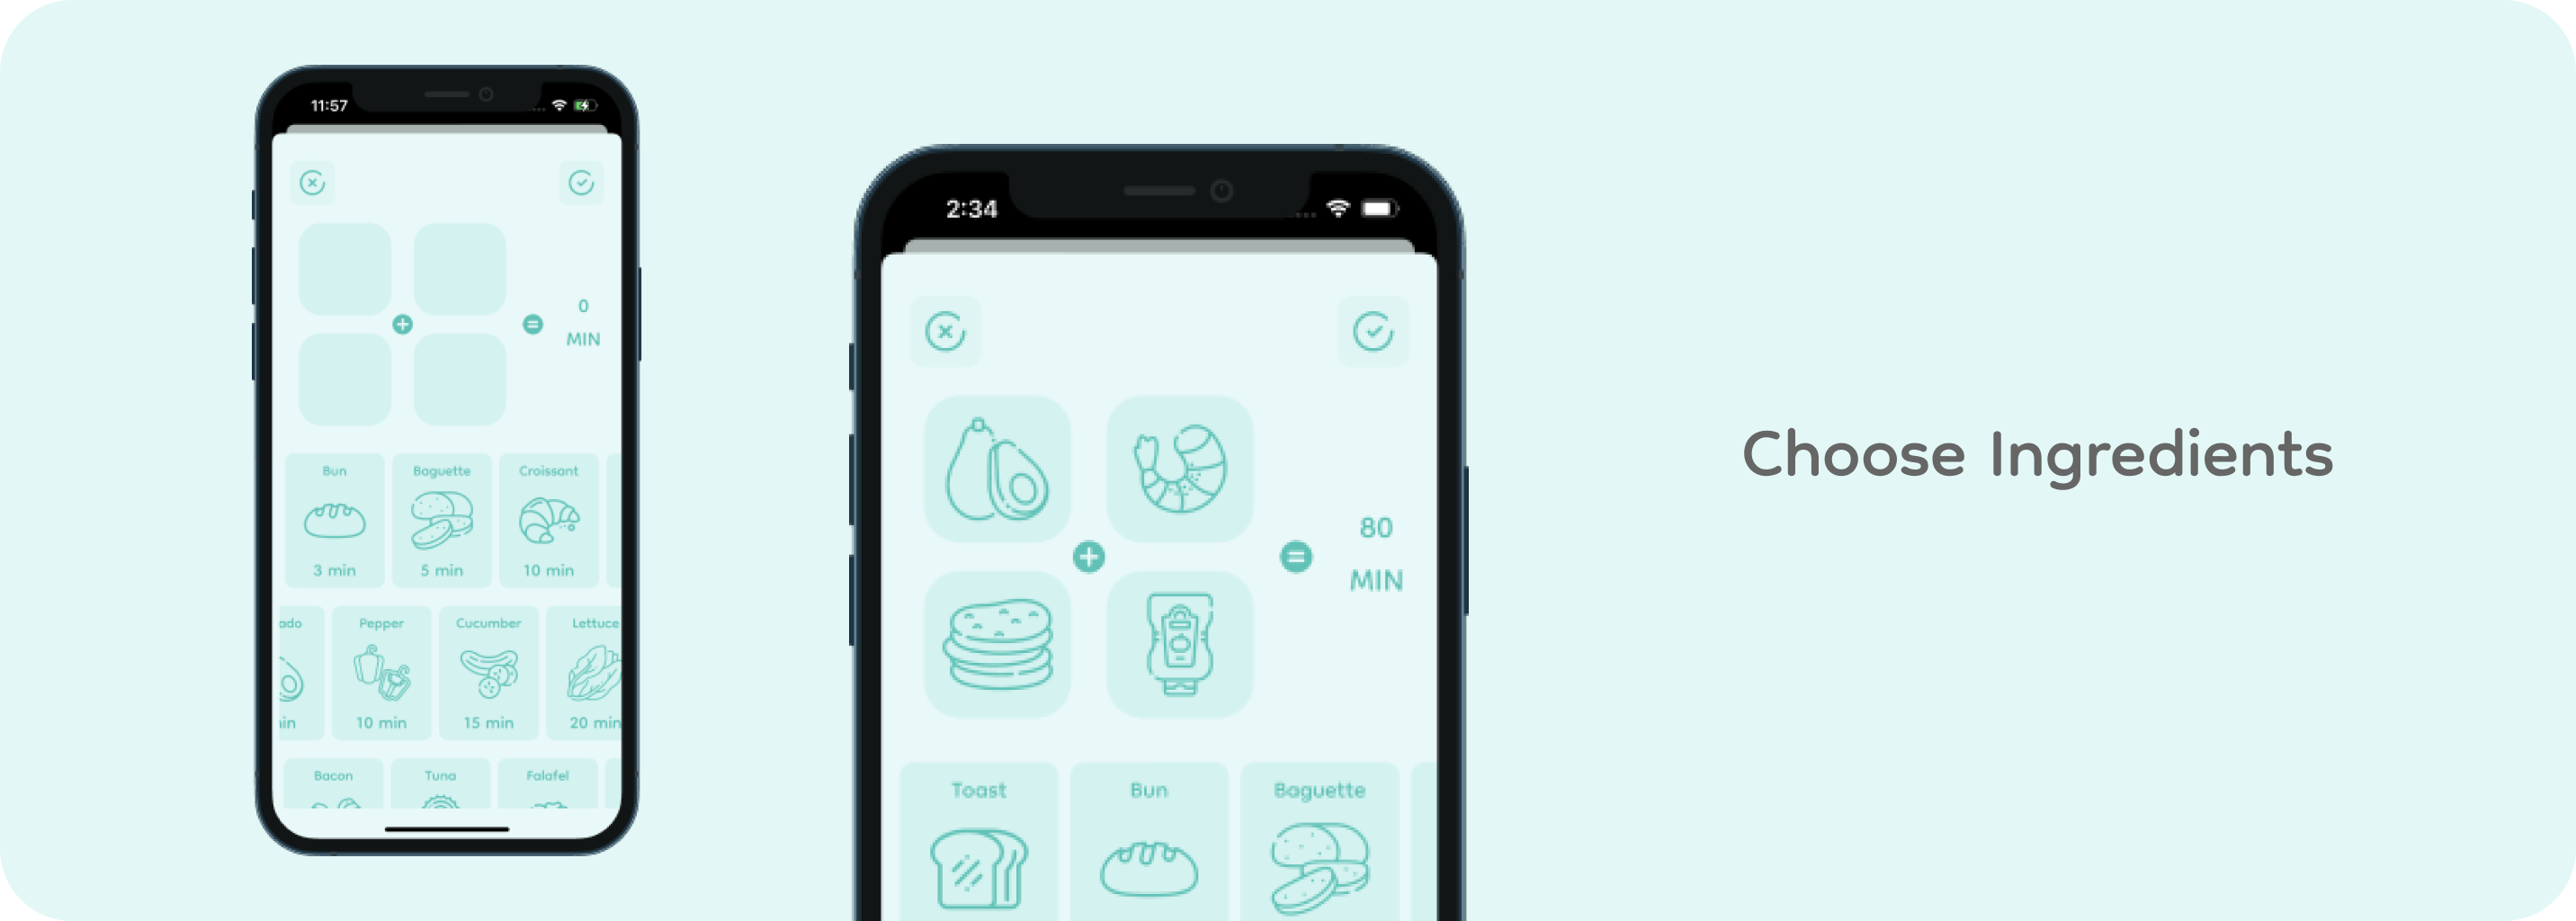 11:57
0
MIN
Bun
Baguette
Croissant
3 min
5 min
10 min
ado
Pepper
Cucumber
Lettuce
in
10 min
15 min
20 min
Bacon
Tuna
Falafel
2:34
80
MIN
Toast
Bun
Baguette
Choose Ingredients